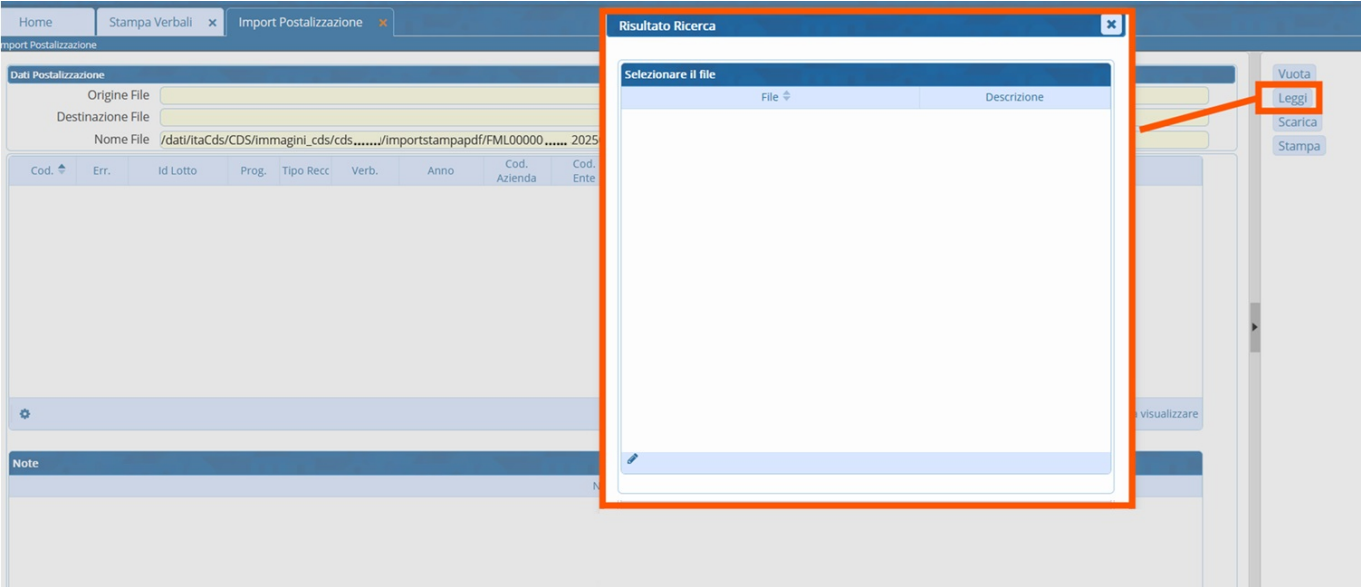 Home
Stampa Verbali
Import Postalizzazione
Import Postalizzazione
Dati Postalizzazione
Origine File
Destinazione File
Nome File /dati/itaCds/CDS/immagini_cds/cds......./importstampapdf/FML00000...... 2025
Cod. Err. Id Lotto Prog. Tipo Recc Verb. Anno Cod. Azienda Cod. Ente
visualizzare
Note
Risultato Ricerca
Selezionare il file
File Descrizione
Vuota
Leggi
Scarica
Stampa